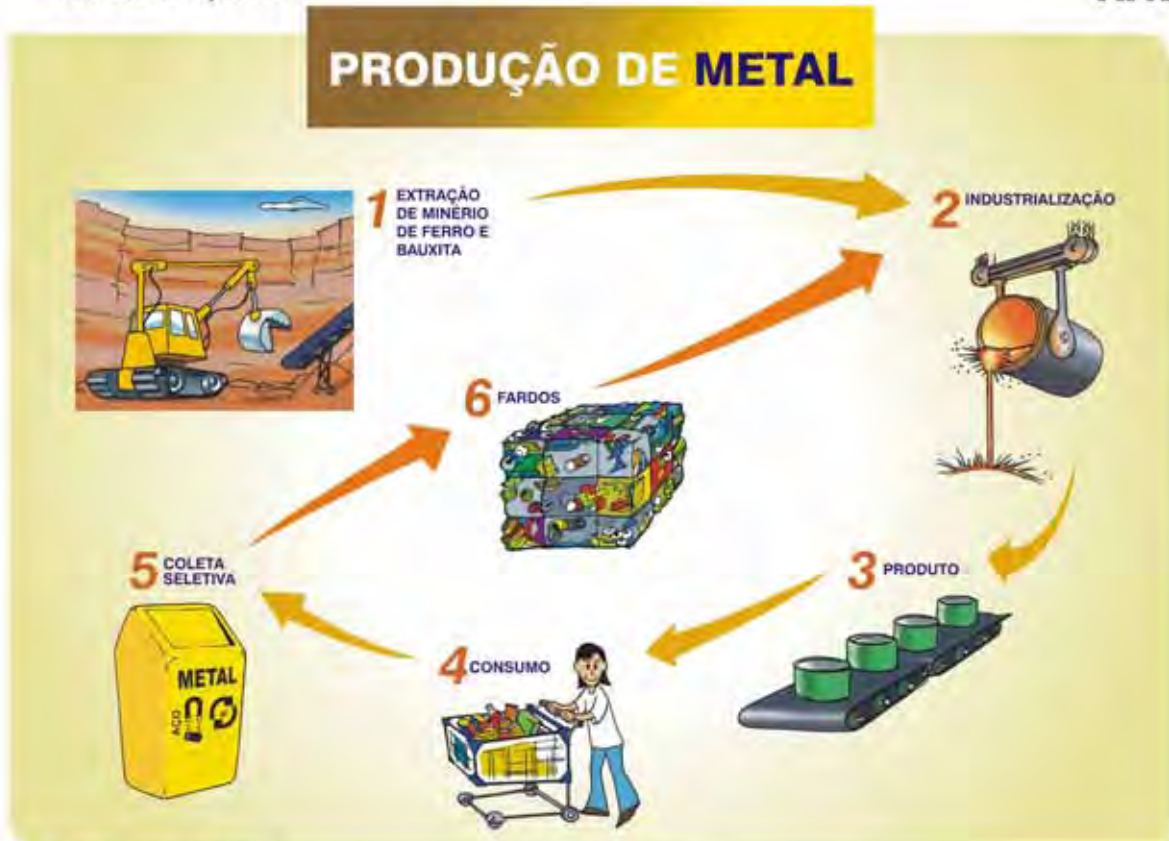 PRODUÇÃO DE METAL
1 EXTRAÇÃO
DE MINÉRIO
DE FERRO E
BAUXITA
2 INDUSTRIALIZAÇÃO
3 PRODUTO
4 CONSUMO
5 COLETA
SELETIVA
METAL
AÇO
6 FARDOS